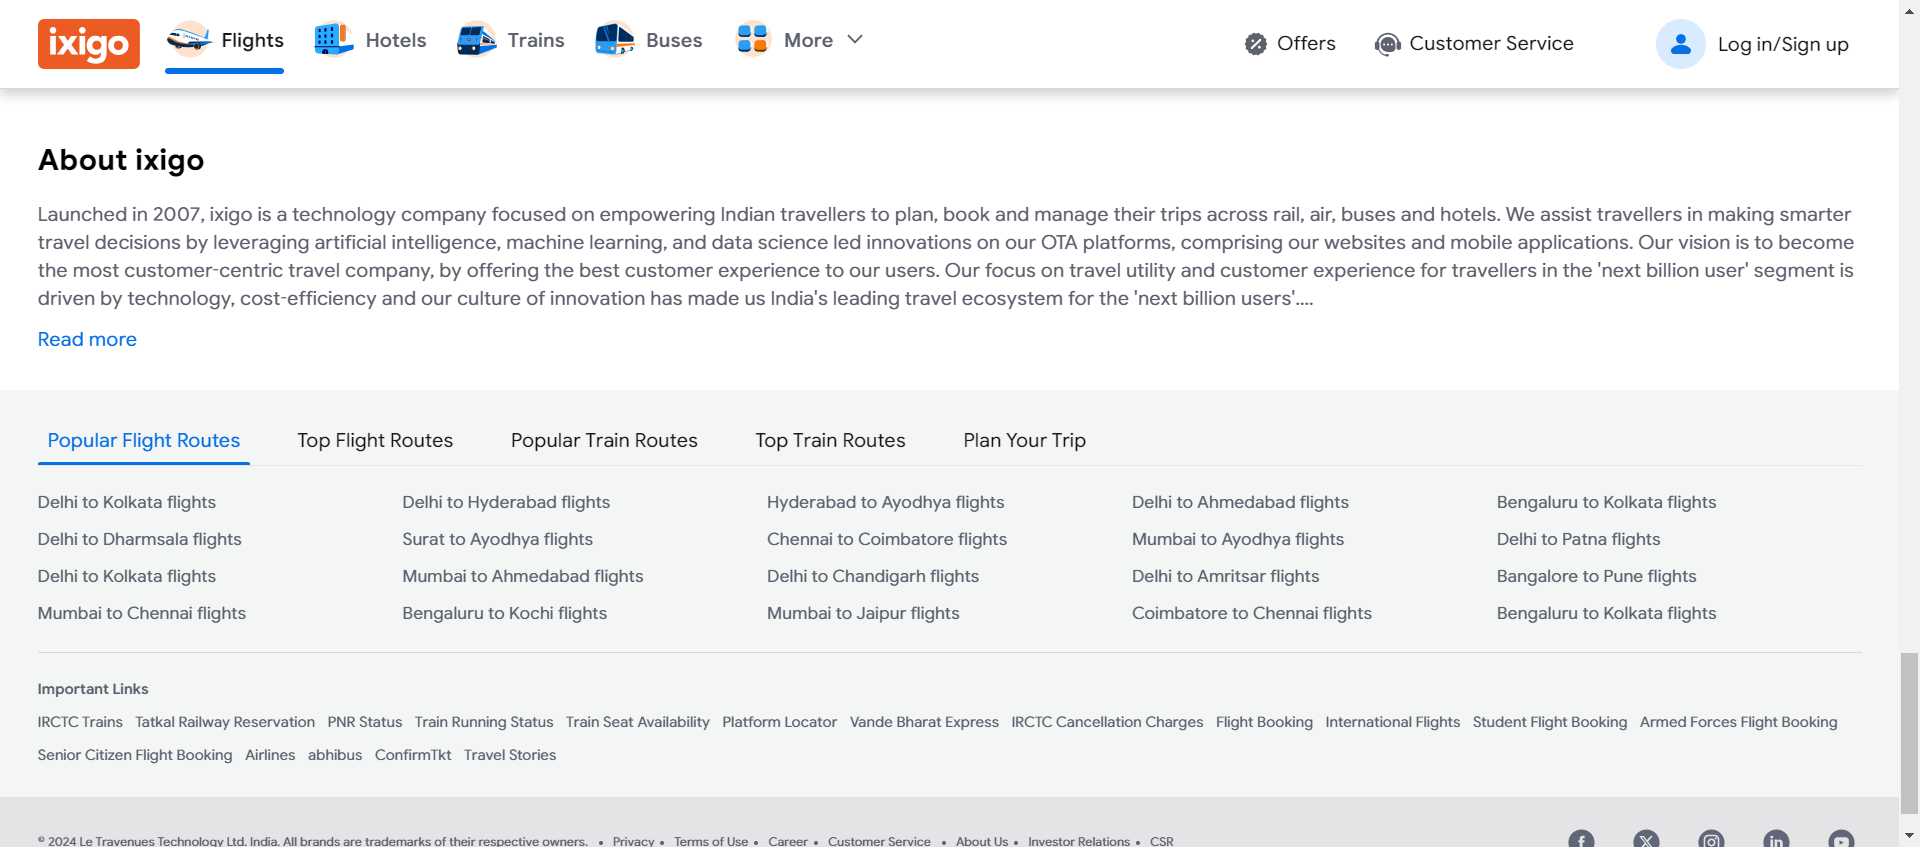 ixigo Flights Hotels Trains Buses More Offers Customer Service Log in/Sign up
About ixigo
Launched in 2007, ixigo is a technology company focused on empowering Indian travellers to plan, book and manage their trips across rail, air, buses and hotels. We assist travellers in making smarter
travel decisions by leveraging artificial intelligence, machine learning, and data science led innovations on our OTA platforms, comprising our websites and mobile applications. Our vision is to become
the most customer-centric travel company, by offering the best customer experience to our users. Our focus on travel utility and customer experience for travellers in the 'next billion user' segment is
driven by technology, cost-efficiency and our culture of innovation has made us India's leading travel ecosystem for the 'next billion users'....
Read more
Popular Flight Routes Top Flight Routes Popular Train Routes Top Train Routes Plan Your Trip
Delhi to Kolkata flights Delhi to Hyderabad flights Hyderabad to Ayodhya flights Delhi to Ahmedabad flights Bengaluru to Kolkata flights
Delhi to Dharmsala flights Surat to Ayodhya flights Chennai to Coimbatore flights Mumbai to Ayodhya flights Delhi to Patna flights
Delhi to Kolkata flights Mumbai to Ahmedabad flights Delhi to Chandigarh flights Delhi to Amritsar flights Bangalore to Pune flights
Mumbai to Chennai flights Bengaluru to Kochi flights Mumbai to Jaipur flights Coimbatore to Chennai flights Bengaluru to Kolkata flights
Important Links
IRCTC Trains Tatkal Railway Reservation PNR Status Train Running Status Train Seat Availability Platform Locator Vande Bharat Express IRCTC Cancellation Charges Flight Booking International Flights Student Flight Booking Armed Forces Flight Booking
Senior Citizen Flight Booking Airlines abhibus ConfirmTkt Travel Stories
© 2024 Le Travenues Technology Ltd. India. All brands are trademarks of their respective owners. • Privacy • Terms of Use • Career • Customer Service • About Us • Investor Relations • CSR